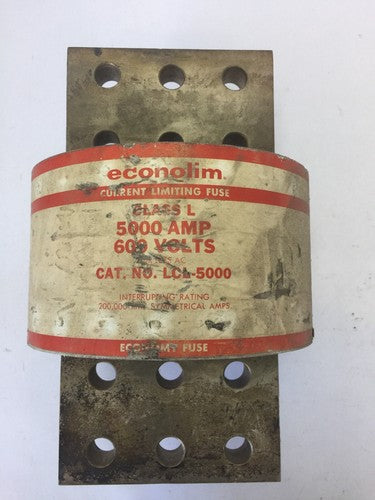 econolim
CURRENT LIMITING FUSE
CLASS L
5000 AMP
600 VOLTS
AC
CAT. NO. LCL-5000
INTERRUPTING RATING
200,000 RMS SYMMETRICAL AMPS
ECONOMY FUSE